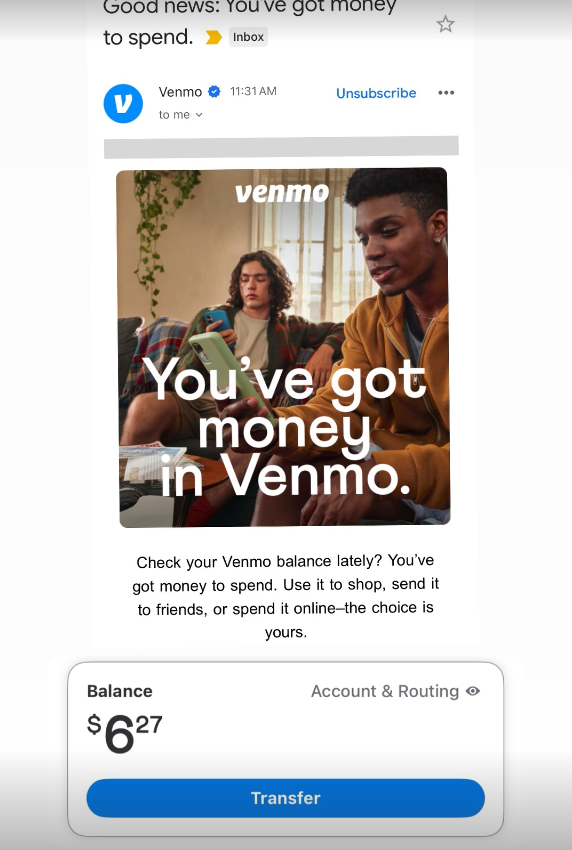 Good news: You've got money
to spend. Inbox
Venmo 11:31 AM Unsubscribe
to me
venmo
You've got
money
in Venmo.
Check your Venmo balance lately? You've
got money to spend. Use it to shop, send it
to friends, or spend it online–the choice is
yours.
Balance Account & Routing
$627
Transfer